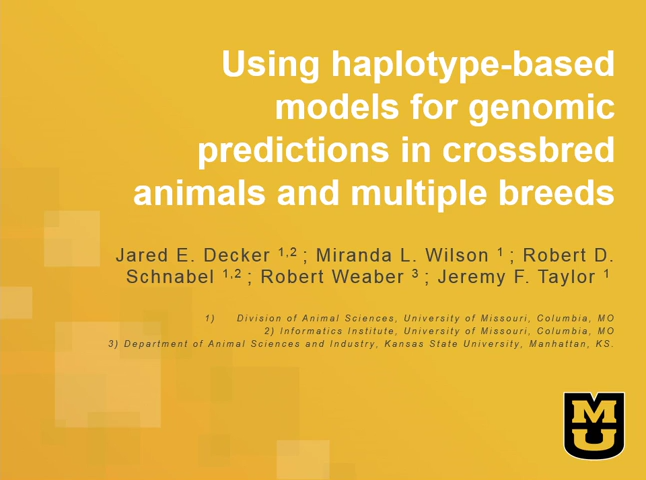 Using haplotype-based
models for genomic
predictions in crossbred
animals and multiple breeds
Jared E. Decker 1,2 ; Miranda L. Wilson 1 ; Robert D.
Schnabel 1,2 ; Robert Weaber 3 ; Jeremy F. Taylor 1
1) Division of Animal Sciences, University of Missouri, Columbia, MO
2) Informatics Institute, University of Missouri, Columbia, MO
3) Department of Animal Sciences and Industry, Kansas State University, Manhattan, KS.
MU